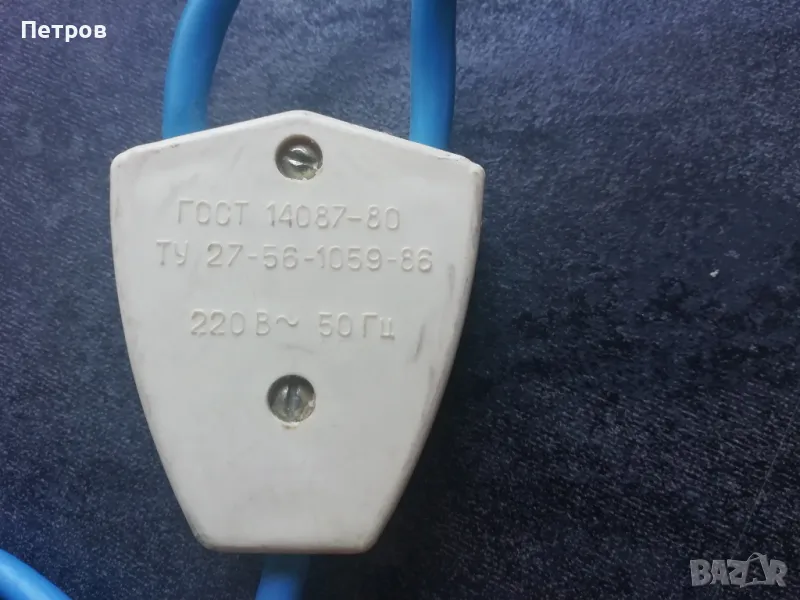 Петров
ГОСТ 14087-80
ТУ 27-56-1059-86
220 В~ 50 Гц
BAZAR